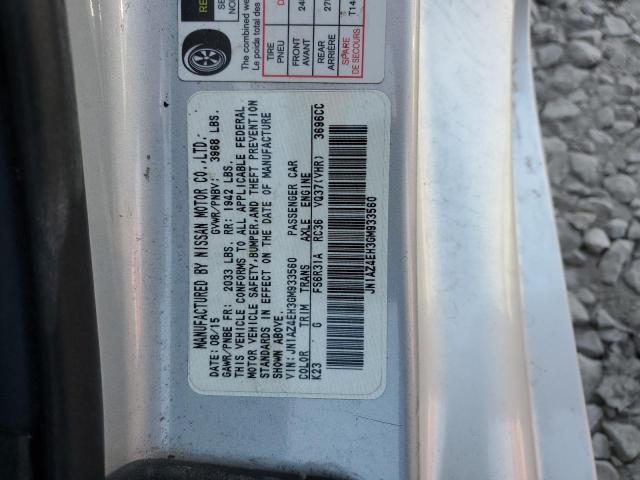 MANUFACTURED BY NISSAN MOTOR CO.,LTD.
DATE: 08/15 GVWR/PNBV: 3968 LBS.
GAWR/PNBE FR: 2033 LBS. RR: 1942 LBS.
THIS VEHICLE CONFORMS TO ALL APPLICABLE FEDERAL
MOTOR VEHICLE SAFETY, BUMPER, AND THEFT PREVENTION
STANDARDS IN EFFECT ON THE DATE OF MANUFACTURE
SHOWN ABOVE.
VIN: JN1AZ4EH3GM933560 PASSENGER CAR
COLOR TRIM TRANS AXLE ENGINE
K23 G FS6R31A RC36 VQ37(VHR) 3696CC
JN1AZ4EH3GM933560
The combined
Le poids total des
TIRE
PNEU
FRONT
AVANT
REAR
ARRIÈRE
SPARE
DE SECOURS